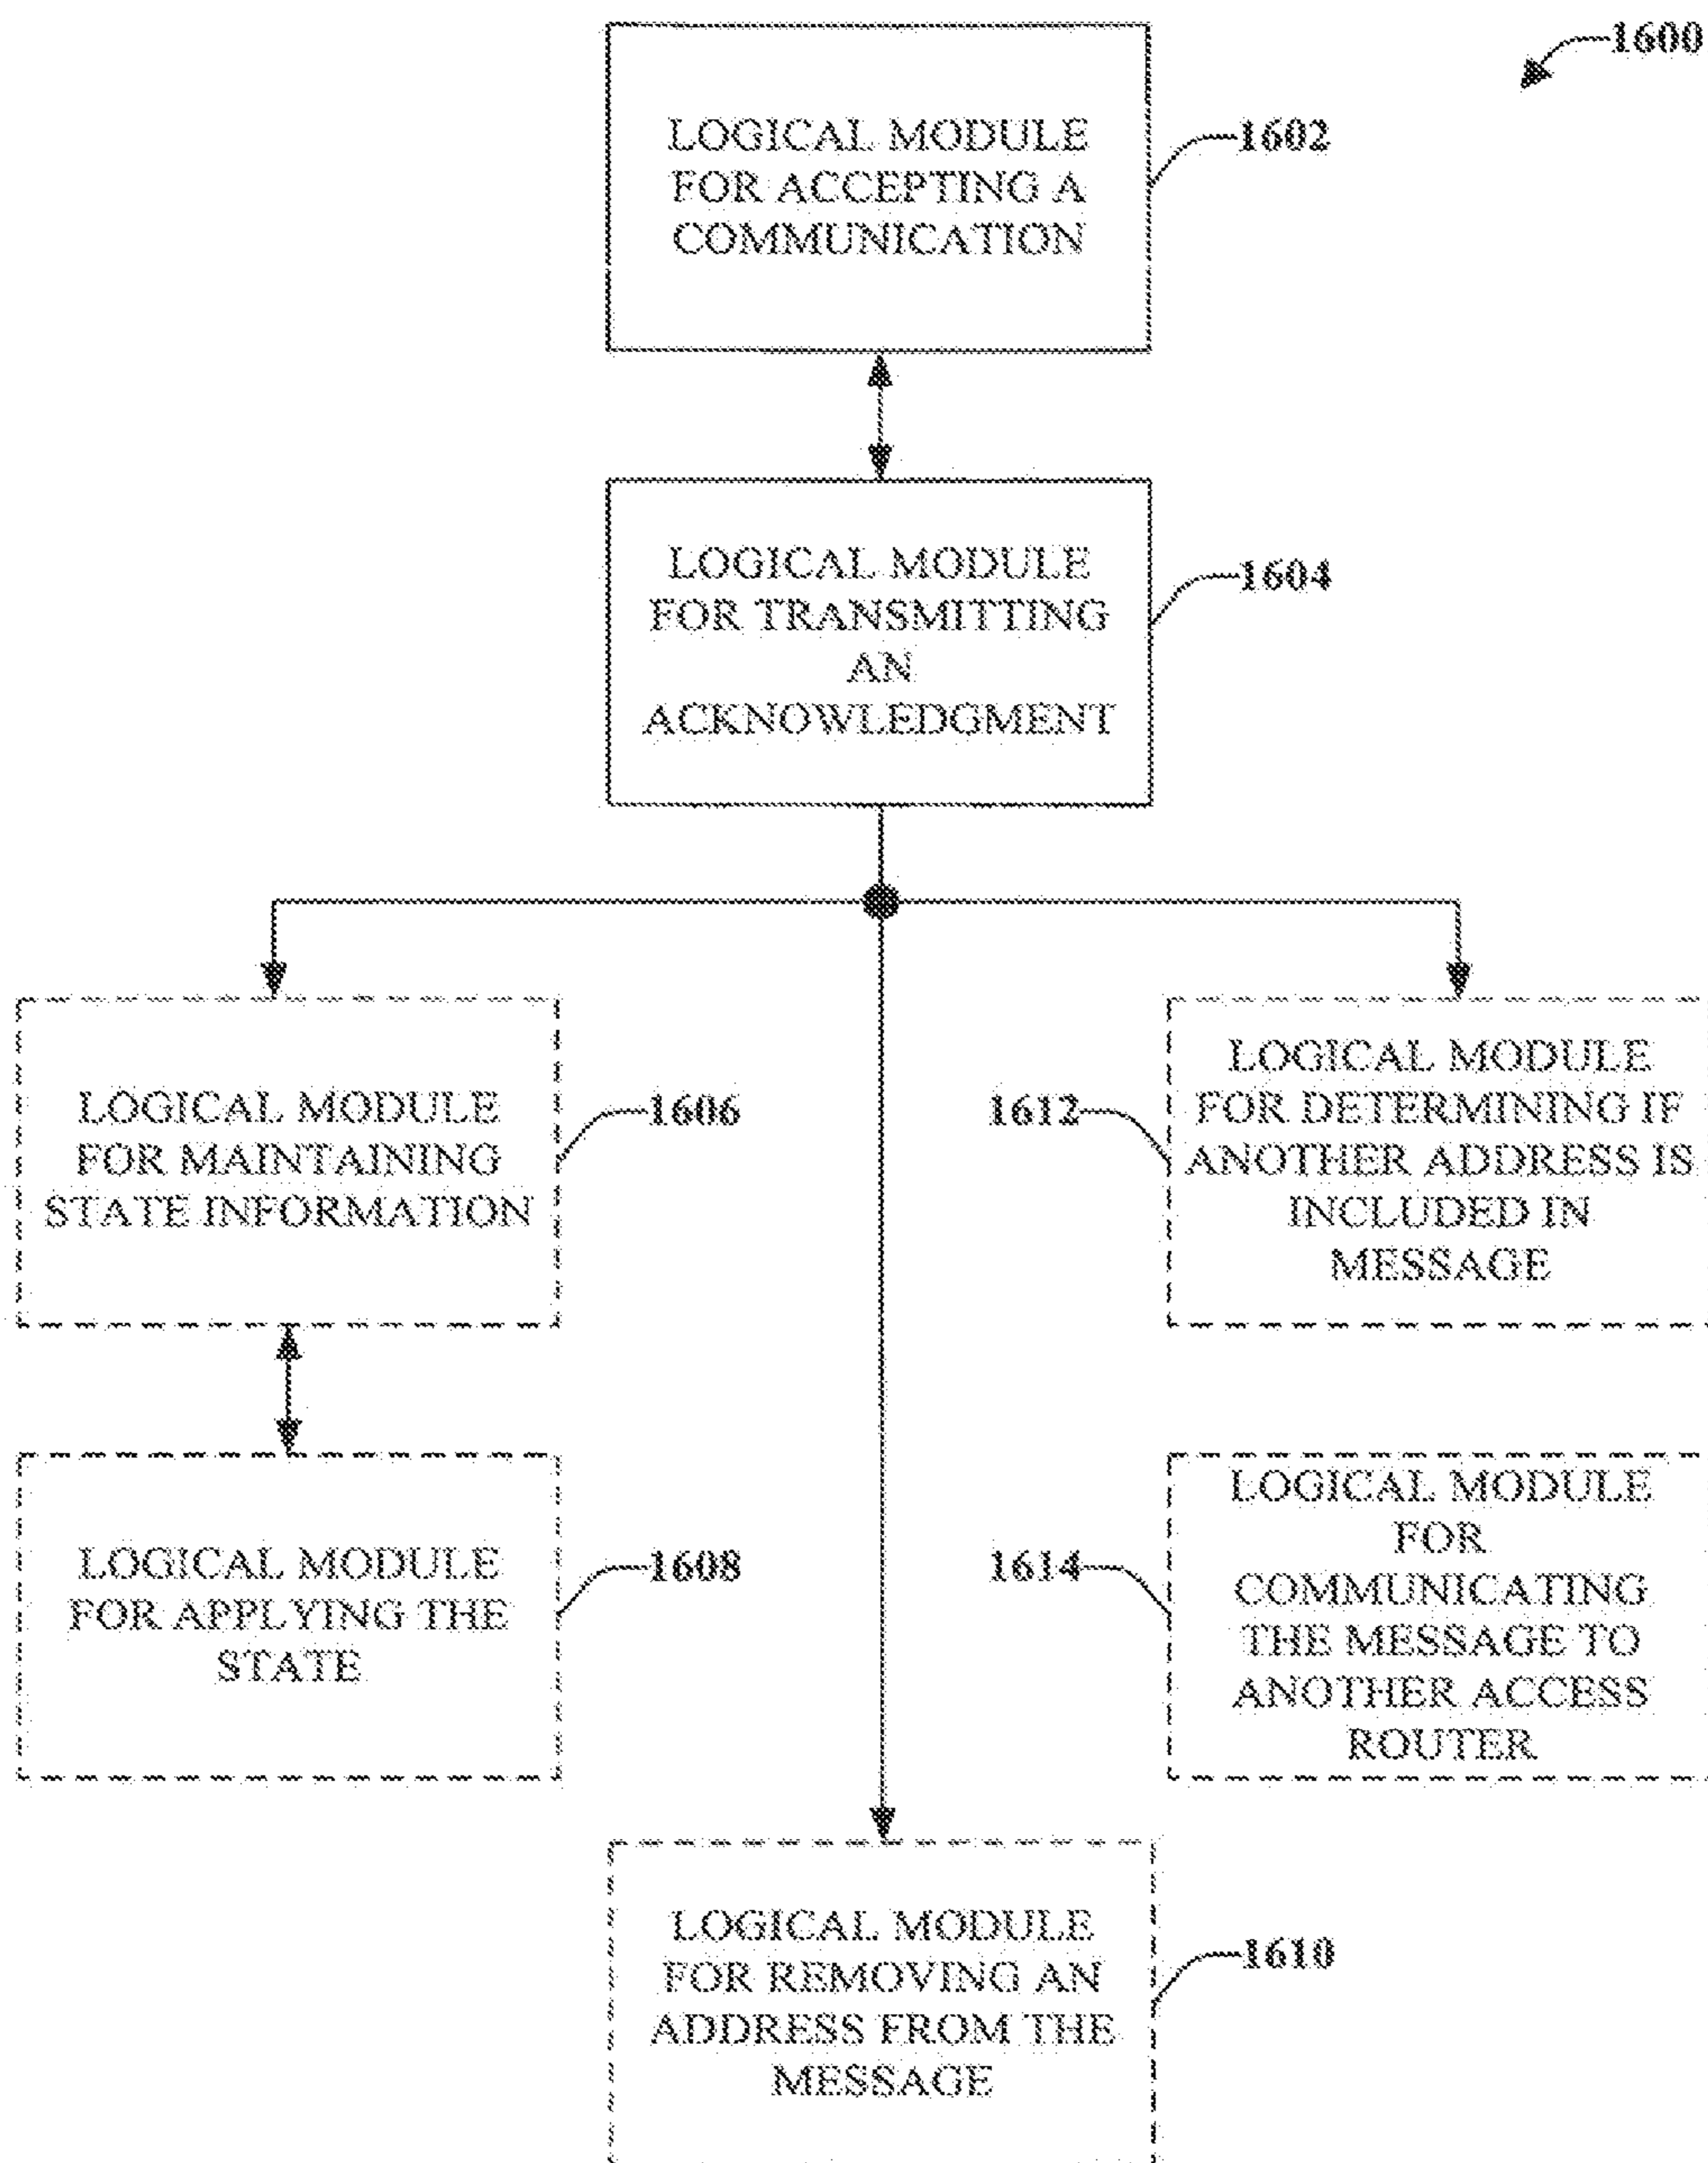 1600
LOGICAL MODULE
FOR ACCEPTING A
COMMUNICATION
1602
LOGICAL MODULE
FOR TRANSMITTING
AN
ACKNOWLEDGMENT
1604
LOGICAL MODULE
FOR MAINTAINING
STATE INFORMATION
1606
1612
LOGICAL MODULE
FOR DETERMINING IF
ANOTHER ADDRESS IS
INCLUDED IN
MESSAGE
LOGICAL MODULE
FOR APPLYING THE
STATE
1608
1614
LOGICAL MODULE
FOR
COMMUNICATING
THE MESSAGE TO
ANOTHER ACCESS
ROUTER
LOGICAL MODULE
FOR REMOVING AN
ADDRESS FROM THE
MESSAGE
1610